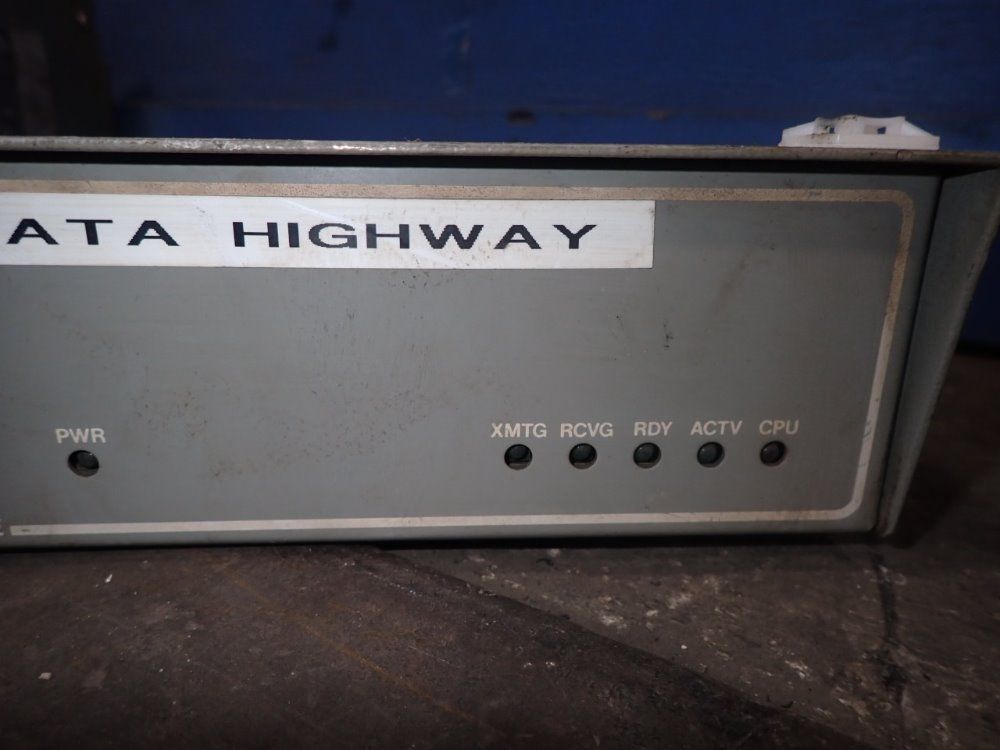 ATA HIGHWAY
PWR
XMTG RCVG RDY ACTV CPU
E